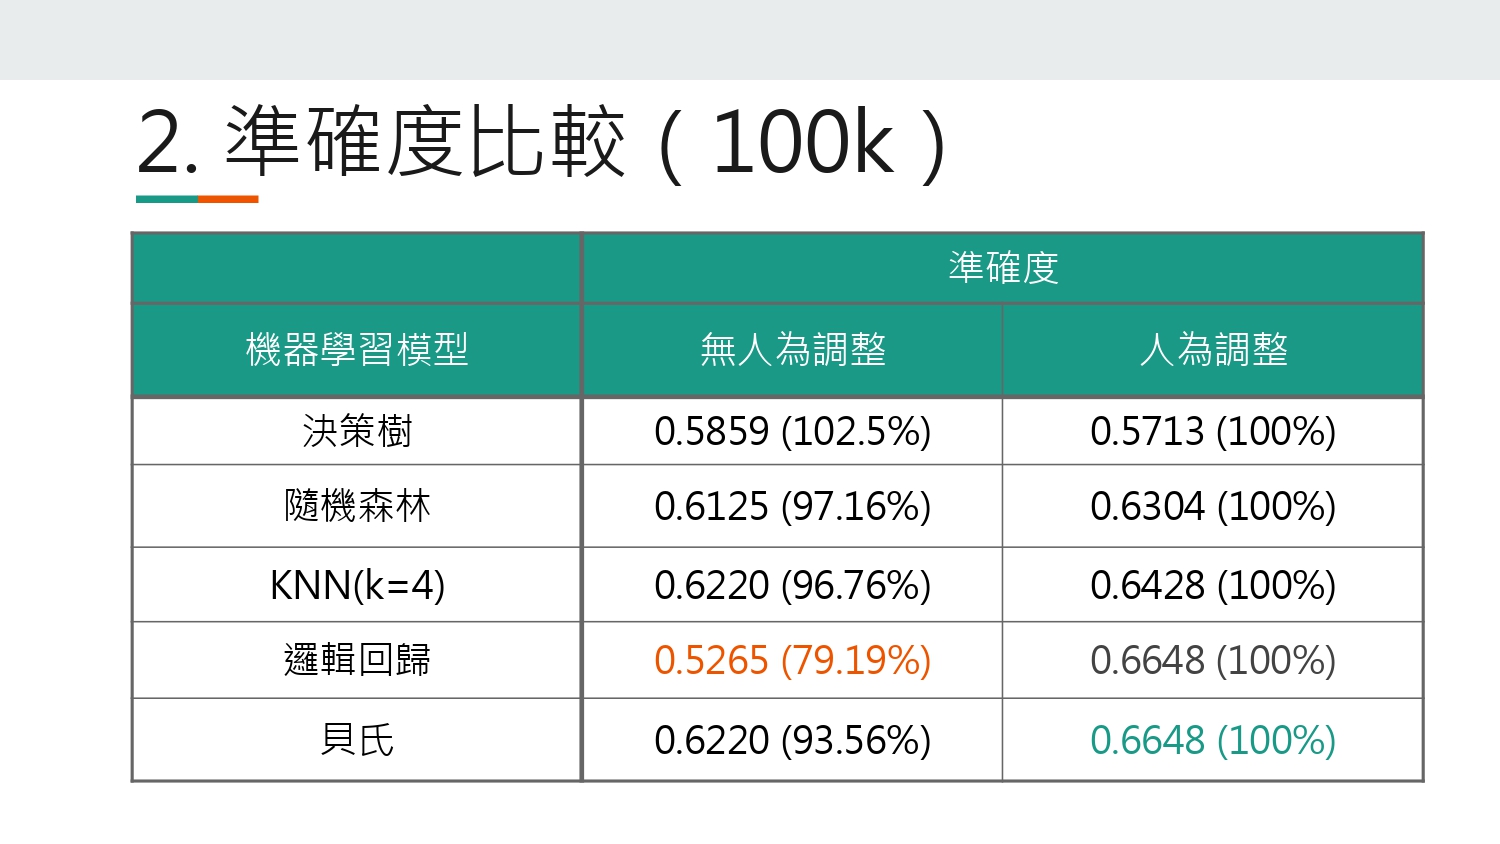 2. 準確度比較（100k）
準確度
機器學習模型 無人為調整 人為調整
決策樹 0.5859 (102.5%) 0.5713 (100%)
隨機森林 0.6125 (97.16%) 0.6304 (100%)
KNN(k=4) 0.6220 (96.76%) 0.6428 (100%)
邏輯回歸 0.5265 (79.19%) 0.6648 (100%)
貝氏 0.6220 (93.56%) 0.6648 (100%)